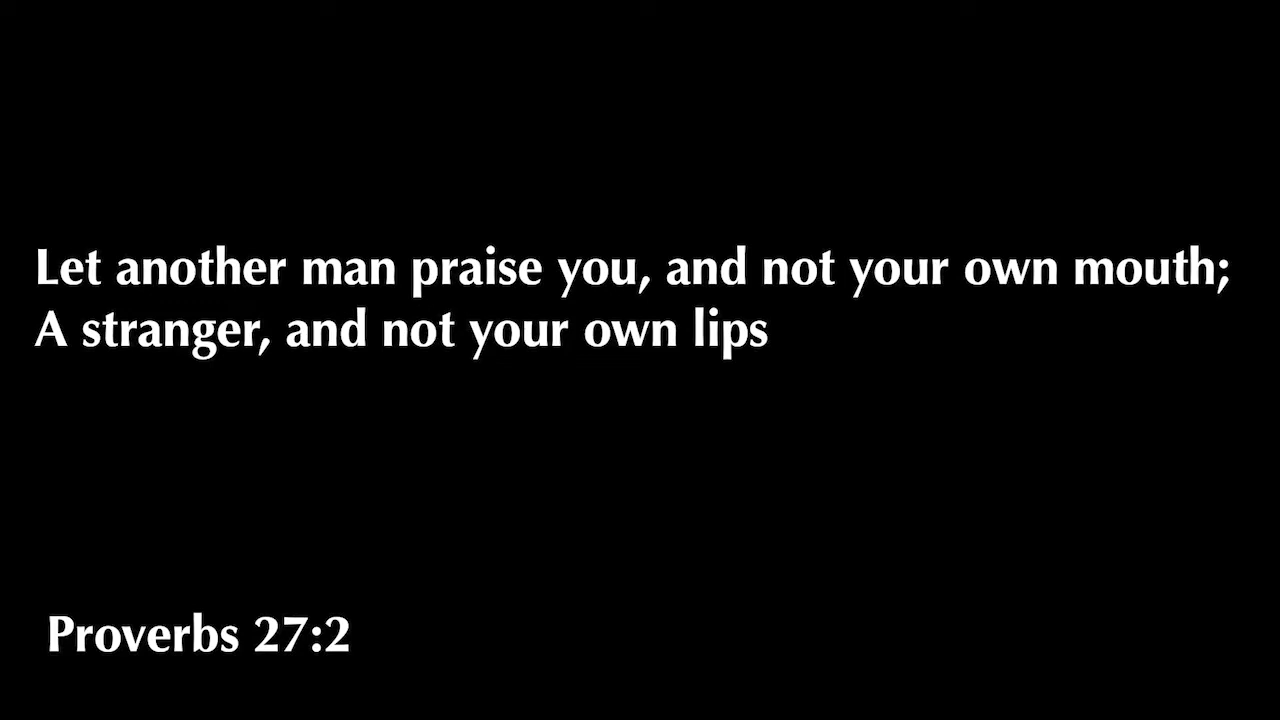 Let another man praise you, and not your own mouth;
A stranger, and not your own lips
Proverbs 27:2